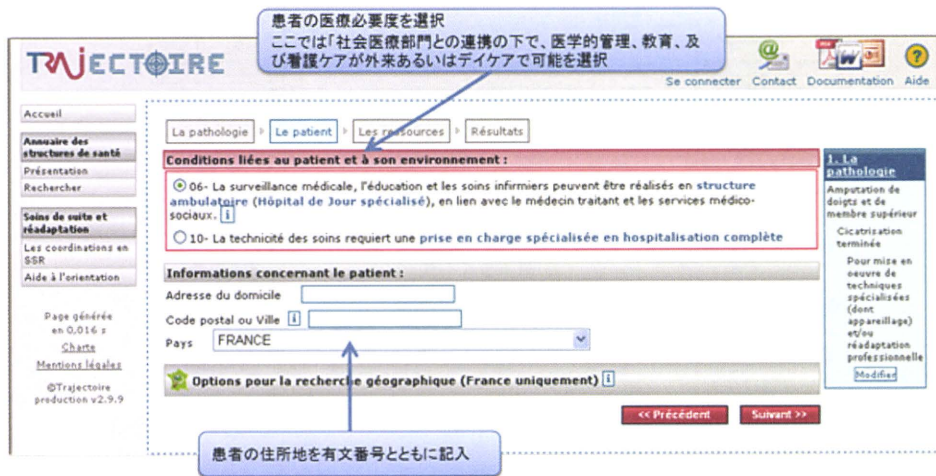 患者の医療必要度を選択
ここでは「社会医療部門との連携の下で、医学的管理、教育、及
び看護ケアが外来あるいはデイケアで可能を選択
TRAJECTOIRE
Se connecter
Contact
Documentation
Aide
Accueil
Annuaire des
structures de santé
Présentation
Rechercher
Soins de suite et
réadaptation
Les coordinations en
SSR
Aide à l'orientation
Page générée
en 0,016 s
Charte
Mentions légales
©Trajectoire
production v2.9.9
La pathologie
Le patient
Les ressources
Résultats
Conditions liées au patient et à son environnement :
06- La surveillance médicale, l'éducation et les soins infirmiers peuvent être réalisés en structure
ambulatoire (Hôpital de Jour spécialisé), en lien avec le médecin traitant et les services médico-
sociaux. i
10- La technicité des soins requiert une prise en charge spécialisée en hospitalisation complète
Informations concernant le patient :
Adresse du domicile
Code postal ou Ville i
Pays FRANCE
Options pour la recherche géographique (France uniquement) i
<< Précédent
Suivant >>
1. La
pathologie
Amputation de
doigts et de
membre supérieur
Cicatrisation
terminée
Pour mise en
oeuvre de
techniques
spécialisées
(dont
appareillage)
et/ou
réadaptation
professionnelle
Modifier
患者の住所地を有文番号とともに記入